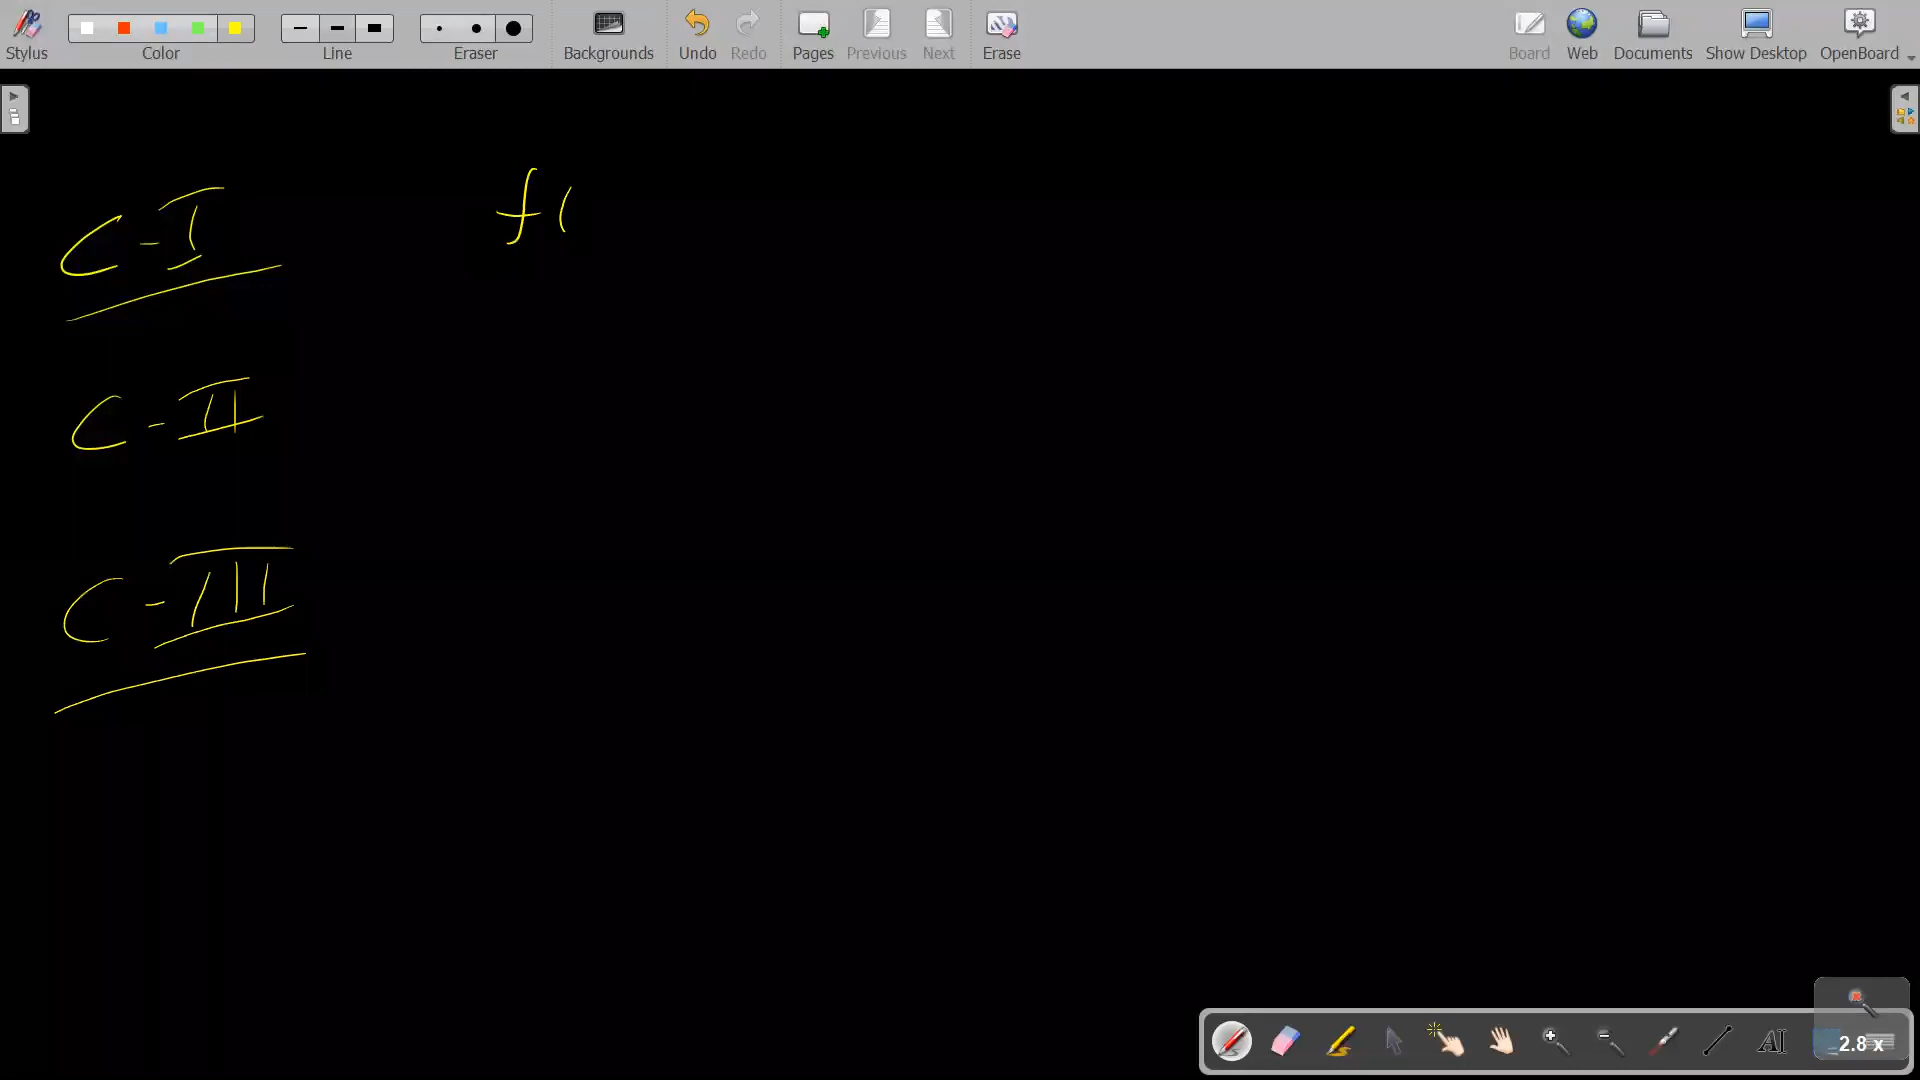 Stylus Color Line Eraser Backgrounds Undo Redo Pages Previous Next Erase Board Web Documents Show Desktop OpenBoard
C-I f(
C-II
C-III
AI 2.8 x